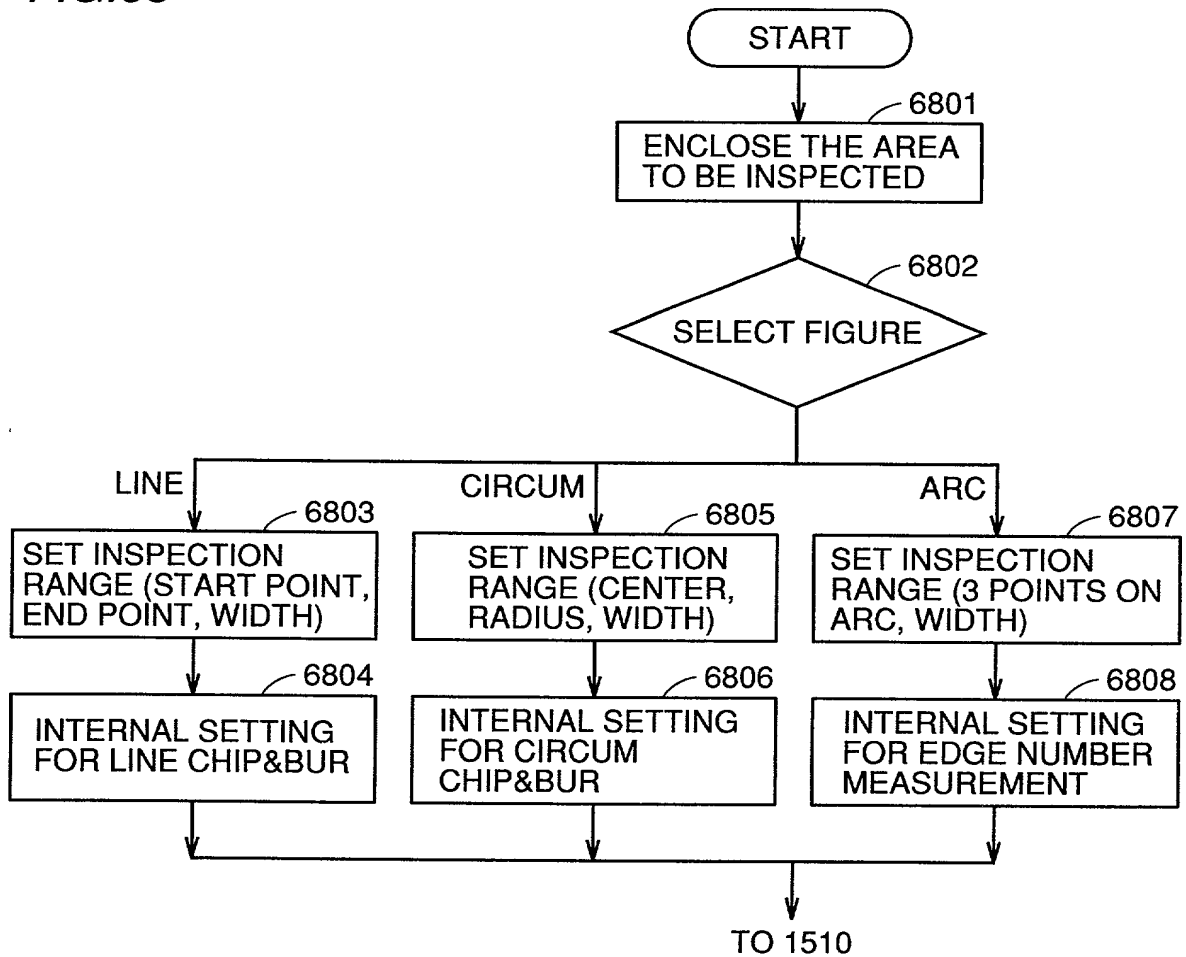 START
6801
ENCLOSE THE AREA
TO BE INSPECTED
6802
SELECT FIGURE
LINE
CIRCUM
ARC
6803
SET INSPECTION
RANGE (START POINT,
END POINT, WIDTH)
6805
SET INSPECTION
RANGE (CENTER,
RADIUS, WIDTH)
6807
SET INSPECTION
RANGE (3 POINTS ON
ARC, WIDTH)
6804
INTERNAL SETTING
FOR LINE CHIP&BUR
6806
INTERNAL SETTING
FOR CIRCUM
CHIP&BUR
6808
INTERNAL SETTING
FOR EDGE NUMBER
MEASUREMENT
TO 1510